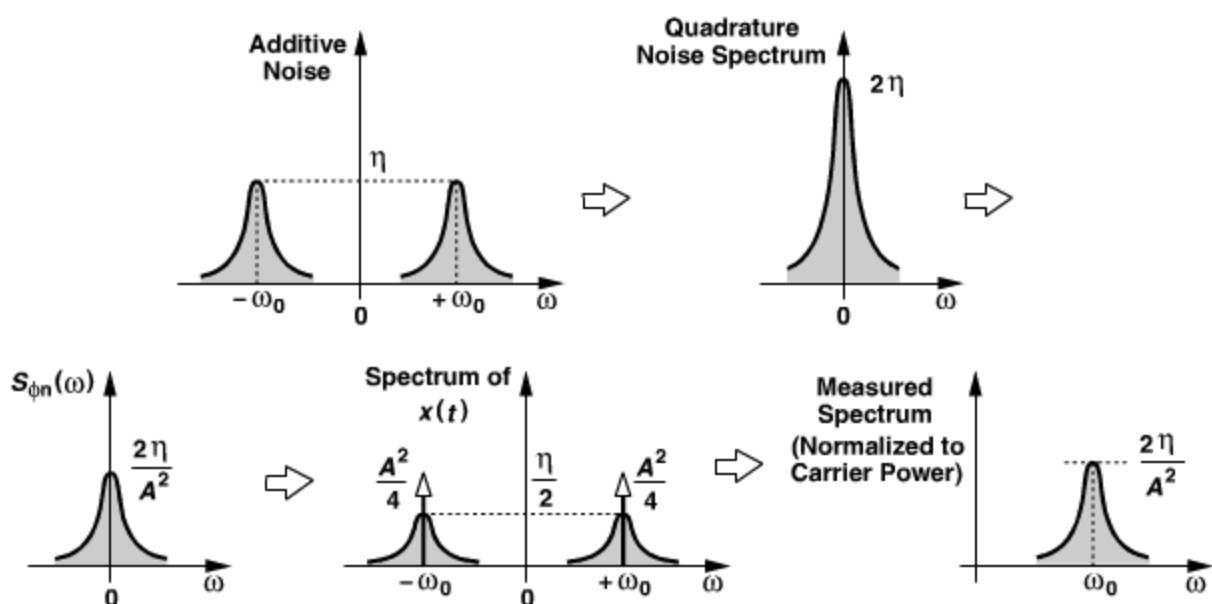 Additive
Noise
η
−ω₀
0
+ω₀
ω
Quadrature
Noise Spectrum
2η
0
ω
Sϕn(ω)
2η
A²
0
ω
Spectrum of
x(t)
A²
4
η
2
A²
4
−ω₀
0
+ω₀
ω
Measured
Spectrum
(Normalized to
Carrier Power)
2η
A²
ω₀
ω